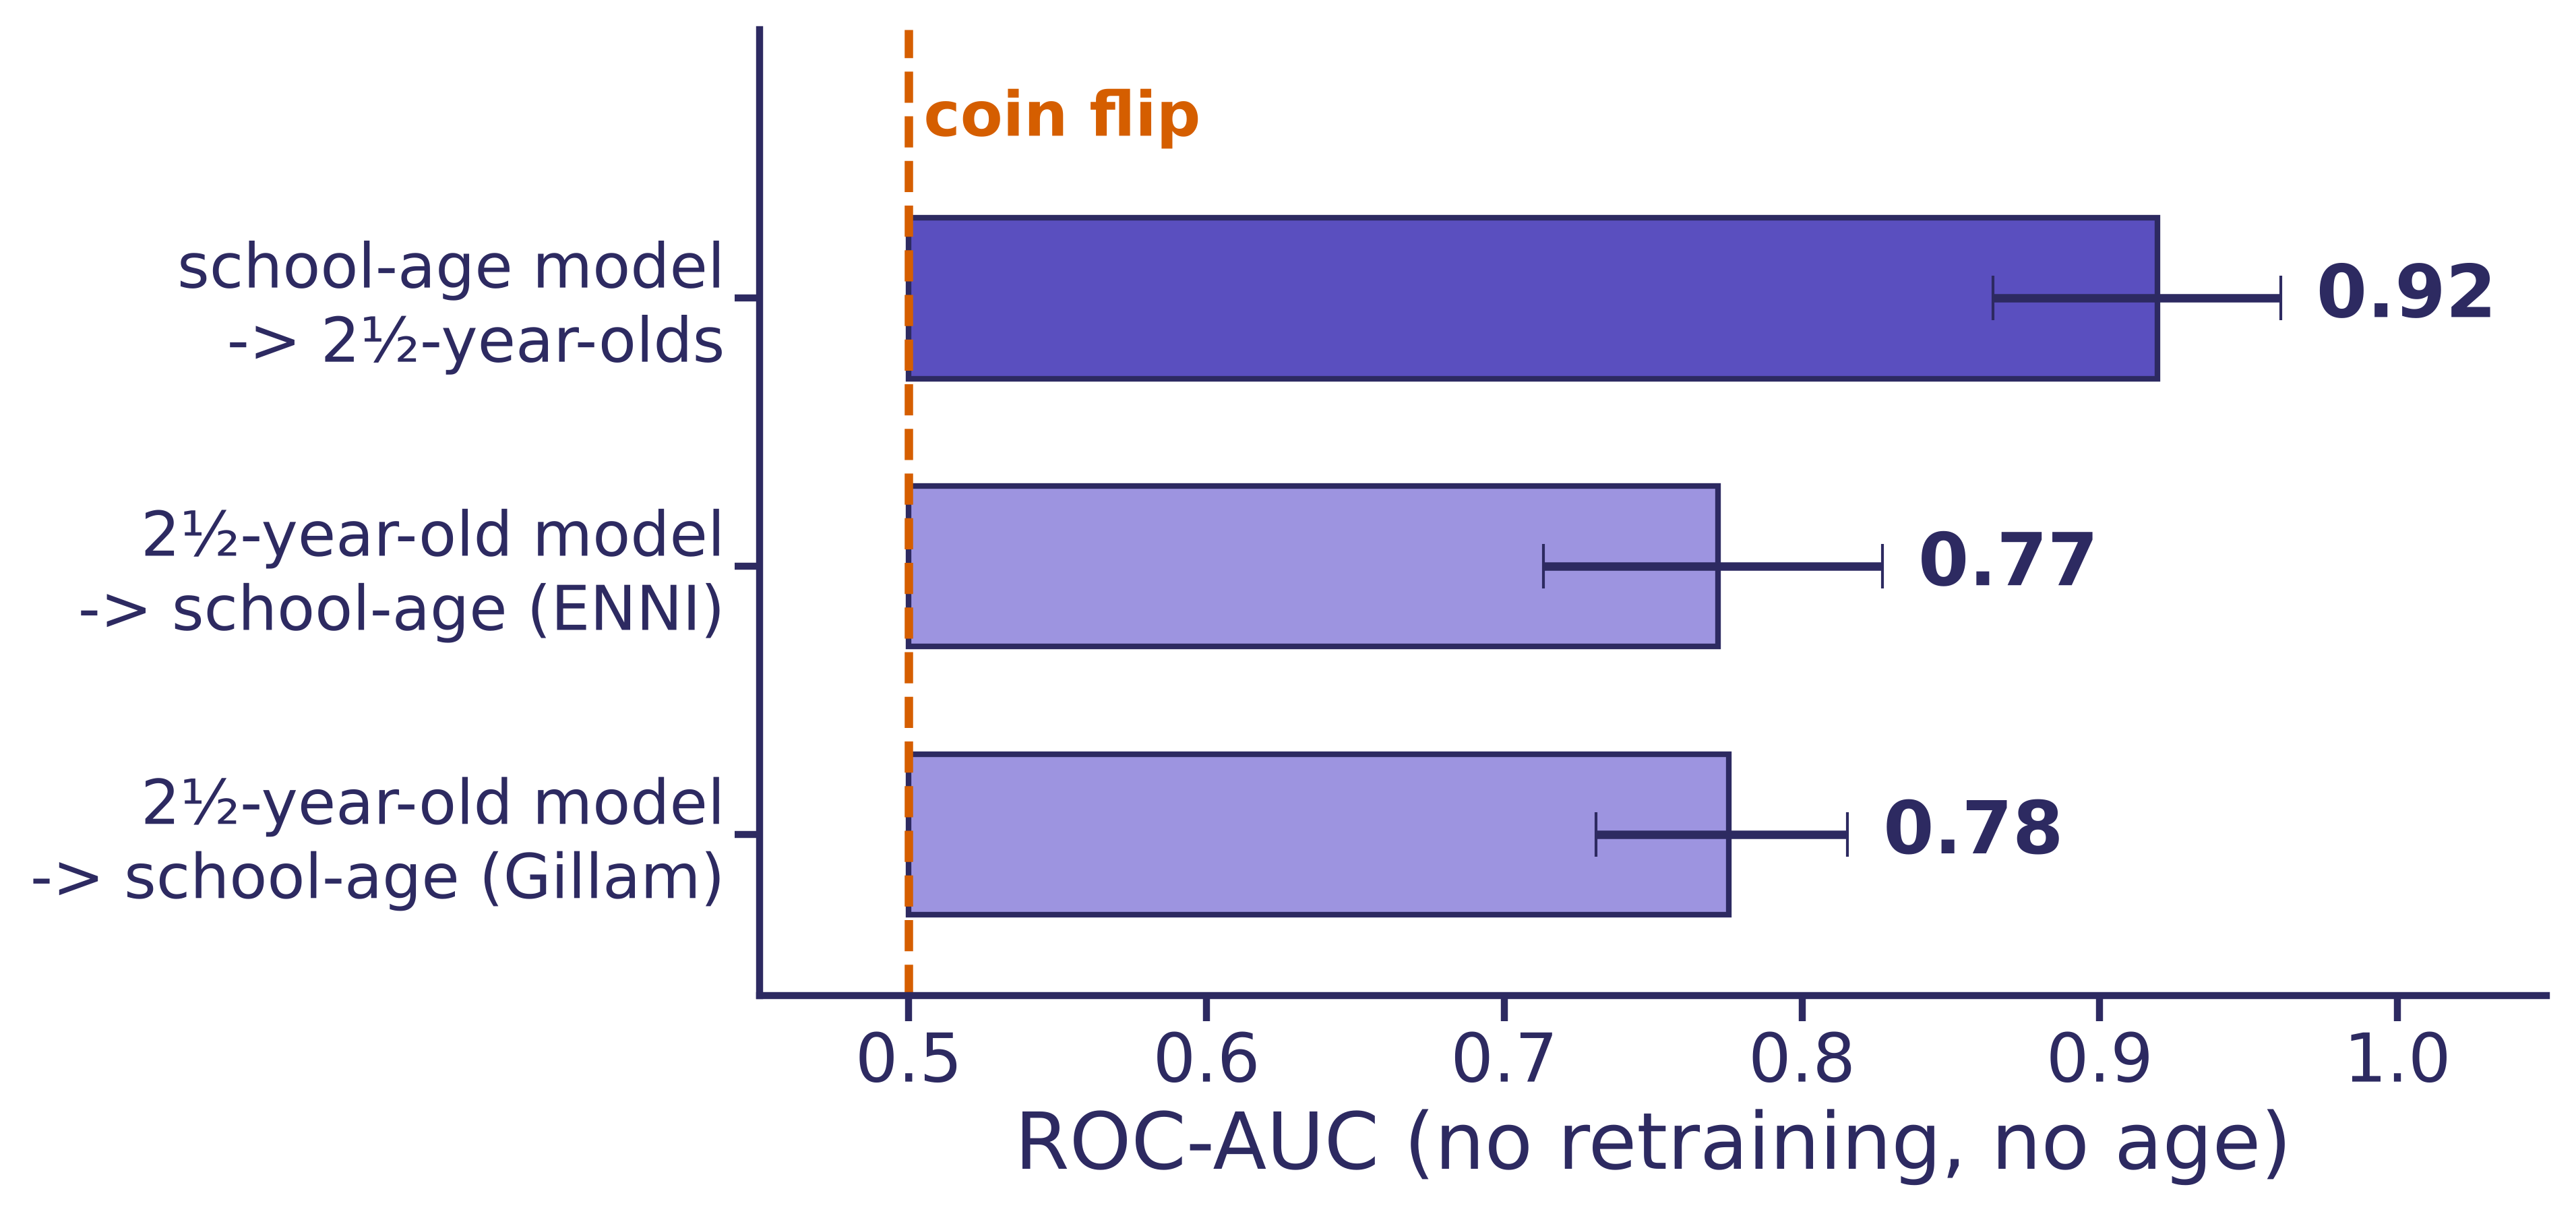 coin flip
school-age model
-> 2½-year-olds
0.92
2½-year-old model
-> school-age (ENNI)
0.77
2½-year-old model
-> school-age (Gillam)
0.78
0.5 0.6 0.7 0.8 0.9 1.0
ROC-AUC (no retraining, no age)